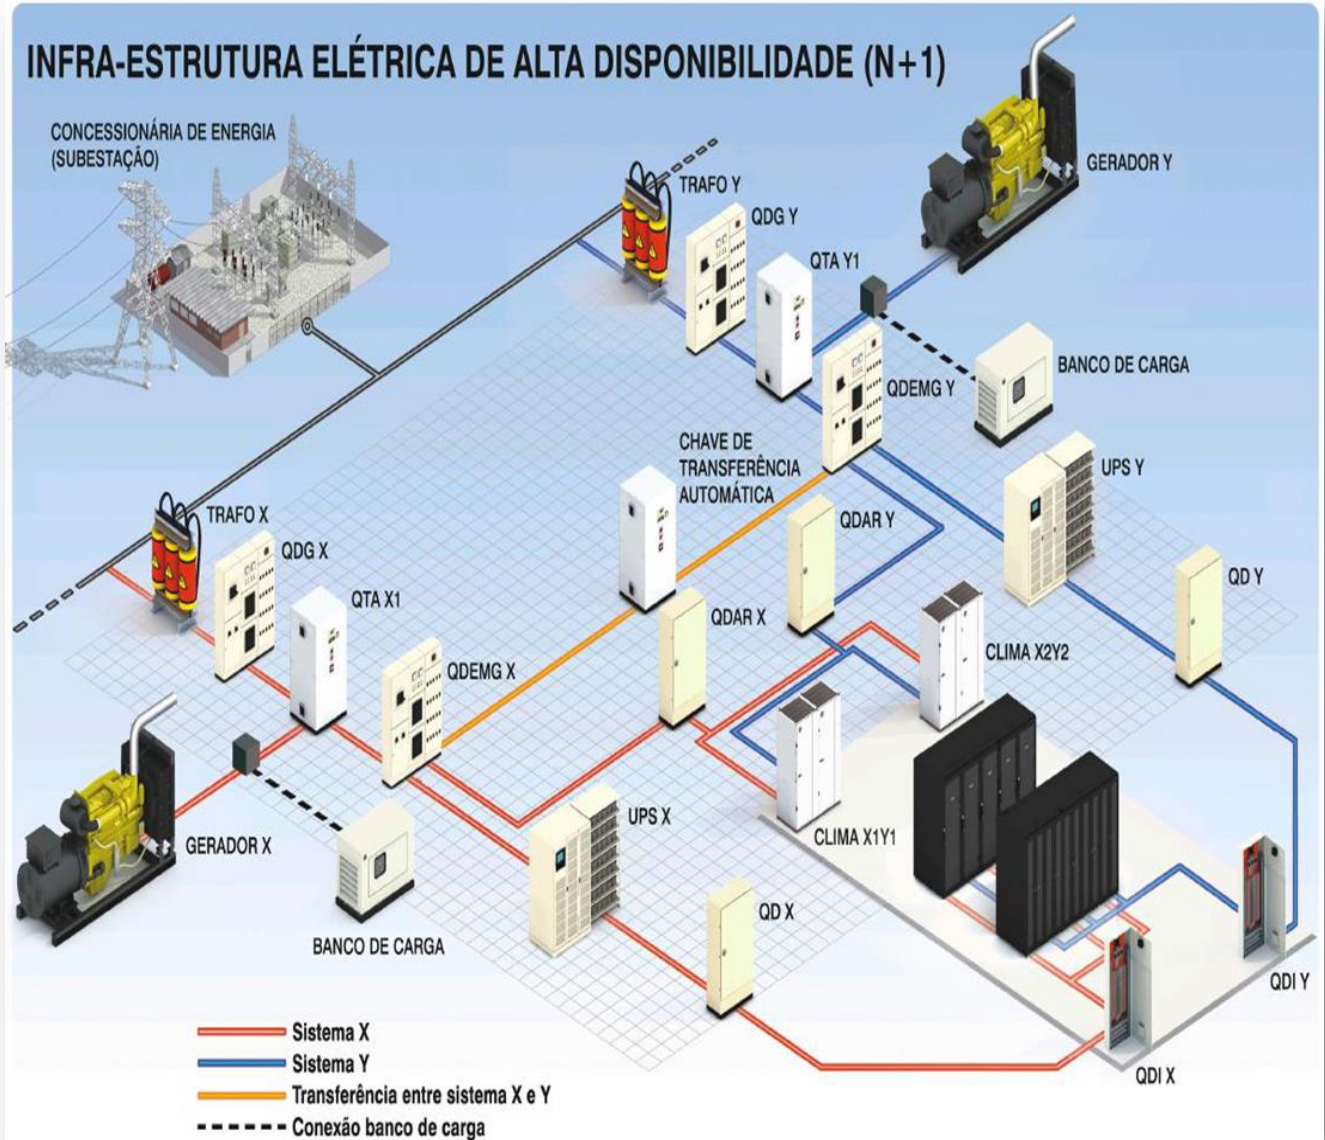 INFRA-ESTRUTURA ELÉTRICA DE ALTA DISPONIBILIDADE (N+1)
CONCESSIONÁRIA DE ENERGIA
(SUBESTAÇÃO)
TRAFO Y
GERADOR Y
QDG Y
QTA Y1
BANCO DE CARGA
QDEMG Y
CHAVE DE
TRANSFERÊNCIA
AUTOMÁTICA
UPS Y
TRAFO X
QDAR Y
QDG X
QD Y
QTA X1
QDAR X
CLIMA X2Y2
QDEMG X
UPS X
CLIMA X1Y1
GERADOR X
QD X
BANCO DE CARGA
QDI Y
QDI X
Sistema X
Sistema Y
Transferência entre sistema X e Y
Conexão banco de carga